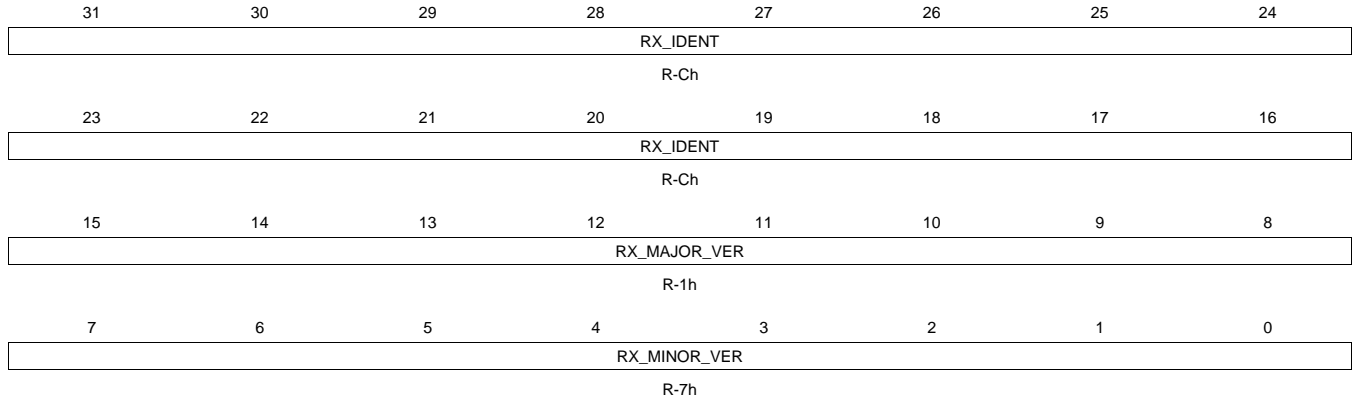 31 30 29 28 27 26 25 24
RX_IDENT
R-Ch
23 22 21 20 19 18 17 16
RX_IDENT
R-Ch
15 14 13 12 11 10 9 8
RX_MAJOR_VER
R-1h
7 6 5 4 3 2 1 0
RX_MINOR_VER
R-7h